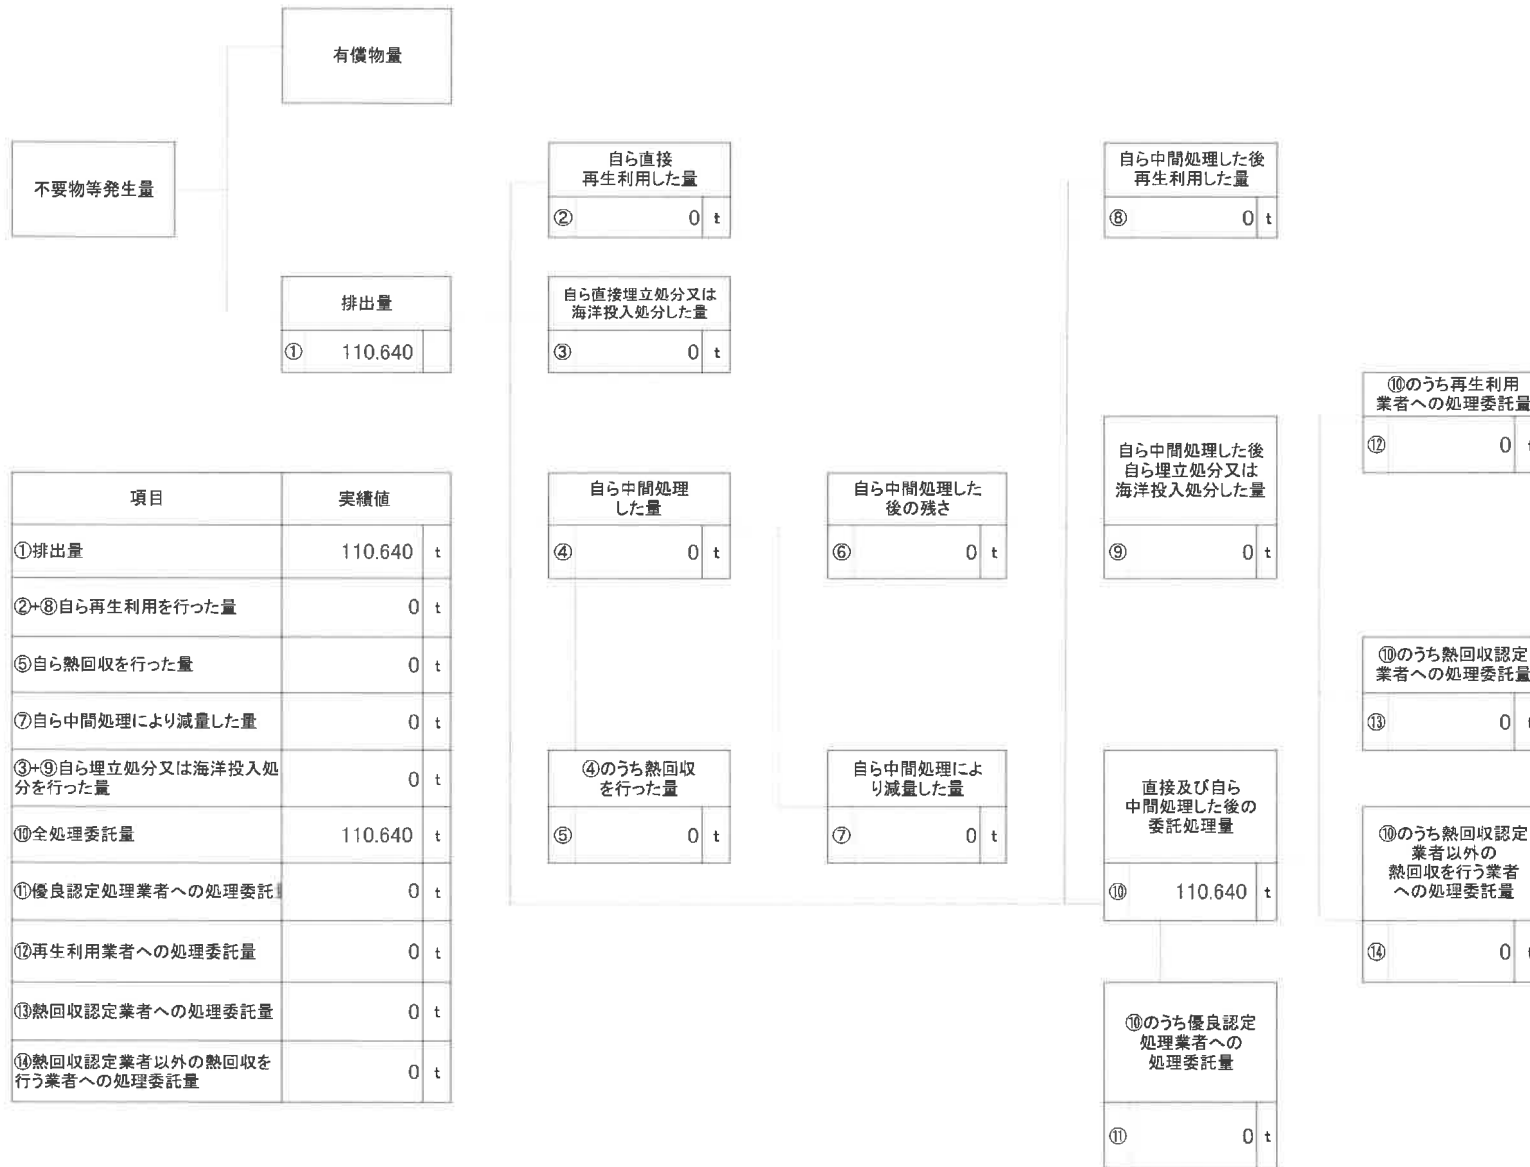 有償物量
不要物等発生量
自ら直接
再生利用した量
② 0 t
自ら中間処理した後
再生利用した量
⑧ 0 t
排出量
① 110.640
自ら直接埋立処分又は
海洋投入処分した量
③ 0 t
⑩のうち再生利用
業者への処理委託量
⑫ 0 t
自ら中間処理した後
自ら埋立処分又は
海洋投入処分した量
⑨ 0 t
自ら中間処理
した量
④ 0 t
自ら中間処理した
後の残さ
⑥ 0 t
項目 実績値
①排出量 110.640 t
②+⑧自ら再生利用を行った量 0 t
⑤自ら熱回収を行った量 0 t
⑦自ら中間処理により減量した量 0 t
③+⑨自ら埋立処分又は海洋投入処
分を行った量 0 t
⑩全処理委託量 110.640 t
⑪優良認定処理業者への処理委託 0 t
⑫再生利用業者への処理委託量 0 t
⑬熱回収認定業者への処理委託量 0 t
⑭熱回収認定業者以外の熱回収を
行う業者への処理委託量 0 t
④のうち熱回収
を行った量
⑤ 0 t
自ら中間処理によ
り減量した量
⑦ 0 t
直接及び自ら
中間処理した後の
委託処理量
⑩ 110.640 t
⑩のうち熱回収認定
業者への処理委託量
⑬ 0 t
⑩のうち熱回収認定
業者以外の
熱回収を行う業者
への処理委託量
⑭ 0 t
⑩のうち優良認定
処理業者への
処理委託量
⑪ 0 t